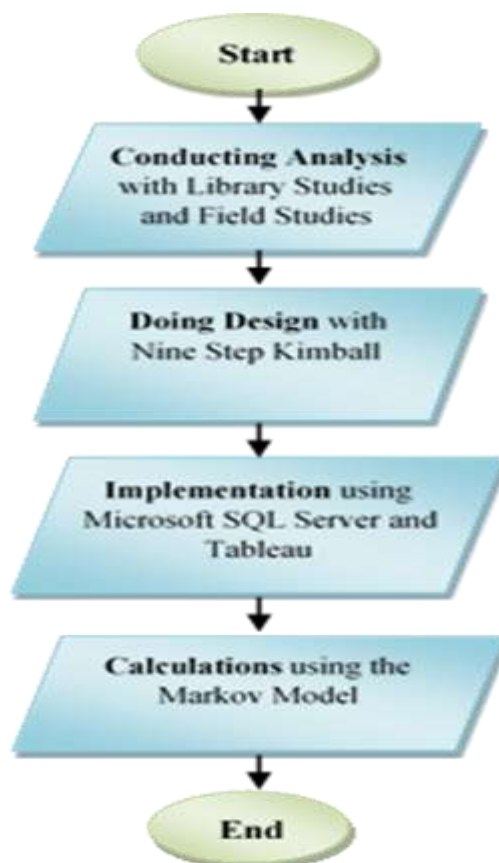 Start
Conducting Analysis
with Library Studies
and Field Studies
Doing Design with
Nine Step Kimball
Implementation using
Microsoft SQL Server and
Tableau
Calculations using the
Markov Model
End